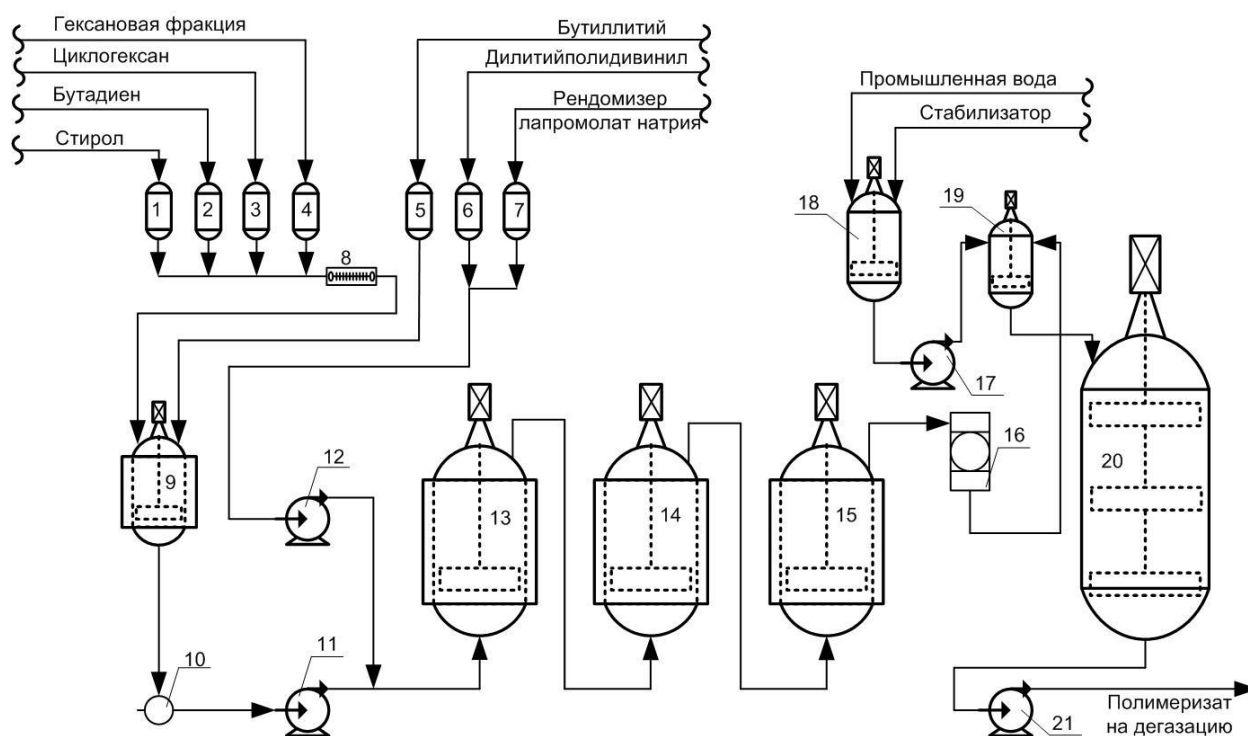 Гексановая фракция
Циклогексан
Бутадиен
Стирол
Бутиллитий
Дилитийполидивинил
Рендомизер
лапромолат натрия
Промышленная вода
Стабилизатор
1
2
3
4
5
6
7
8
9
10
11
12
13
14
15
16
17
18
19
20
21
Полимеризат
на дегазацию